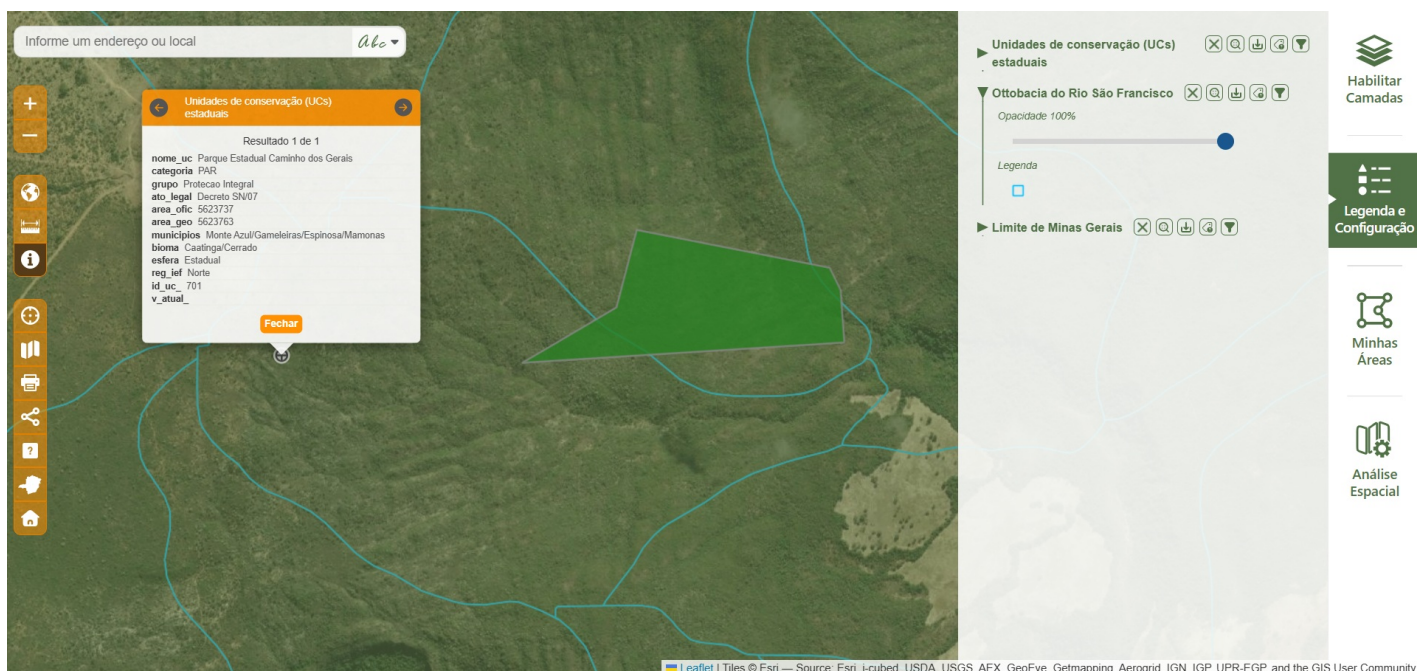 Informe um endereço ou local
Abc
Unidades de conservação (UCs)
estaduais
Resultado 1 de 1
nome_uc Parque Estadual Caminho dos Gerais
categoria PAR
grupo Protecao Integral
ato_legal Decreto SN/07
area_ofic 5623737
area_geo 5623763
municipios Monte Azul/Gameleiras/Espinosa/Mamonas
bioma Caatinga/Cerrado
esfera Estadual
reg_ief Norte
id_uc_ 701
v_atual_
Fechar
Unidades de conservação (UCs)
estaduais
Ottobacia do Rio São Francisco
Opacidade 100%
Legenda
Limite de Minas Gerais
Habilitar
Camadas
Legenda e
Configuração
Minhas
Áreas
Análise
Espacial
Leaflet | Tiles © Esri — Source: Esri, i-cubed, USDA, USGS, AEX, GeoEye, Getmapping, Aerogrid, IGN, IGP, UPR-EGP, and the GIS User Community